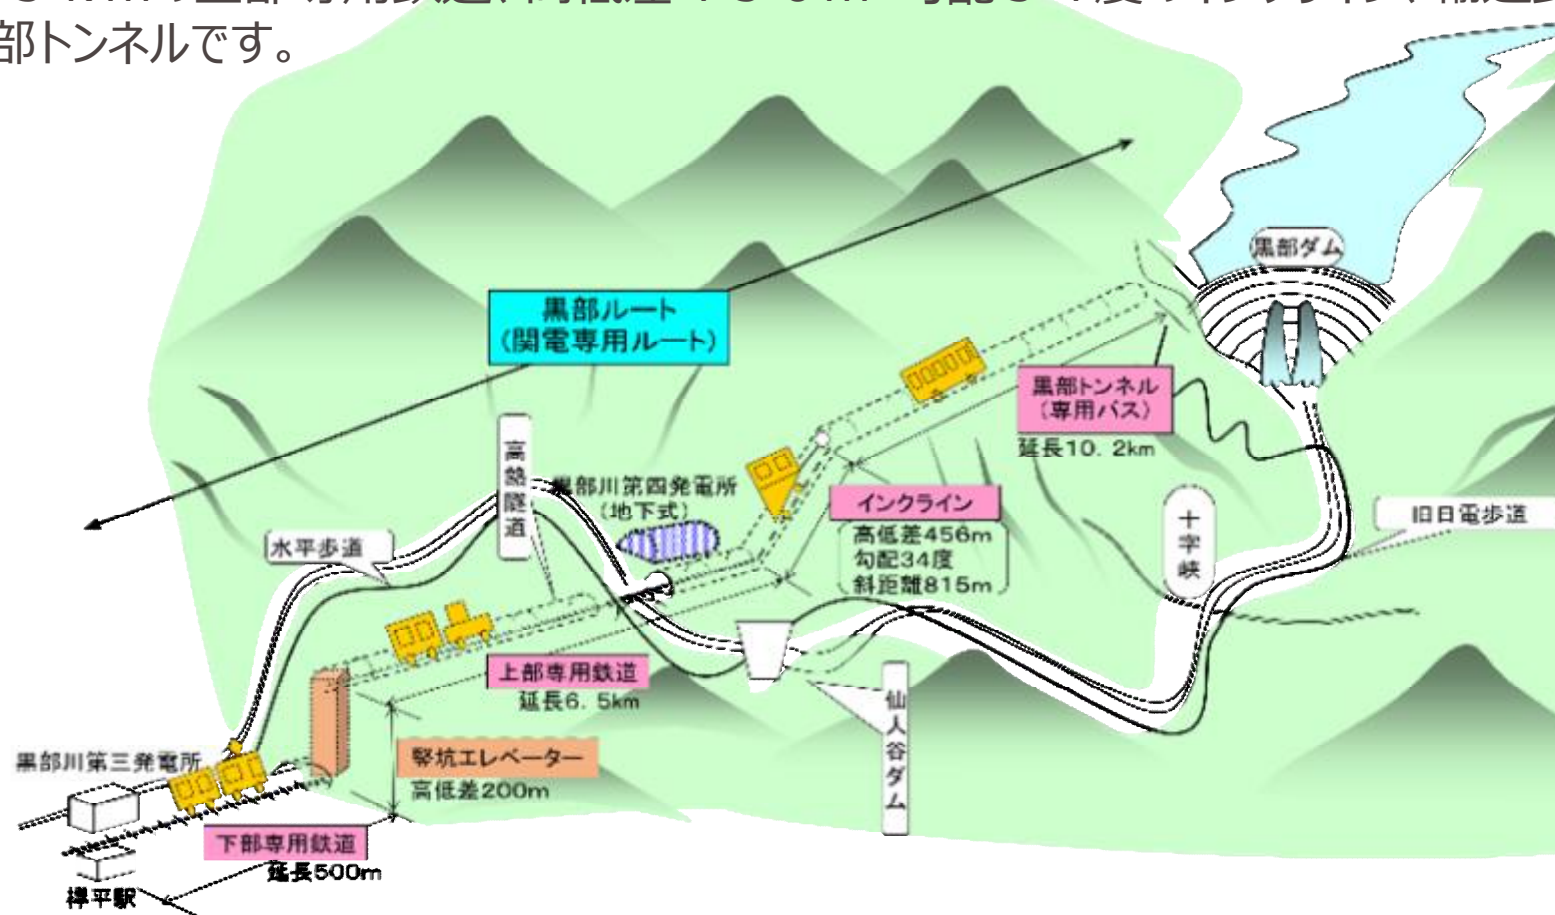 部トンネルです。
黒部ダム
黒部ルート
(関電専用ルート)
黒部トンネル
(専用バス)
延長10. 2km
高熱隧道
黒部川第四発電所
(地下式)
インクライン
高低差456m
勾配34度
斜距離815m
十字峡
旧日電歩道
水平歩道
上部専用鉄道
延長6. 5km
仙人谷ダム
竪坑エレベーター
高低差200m
黒部川第三発電所
下部専用鉄道
延長500m
欅平駅